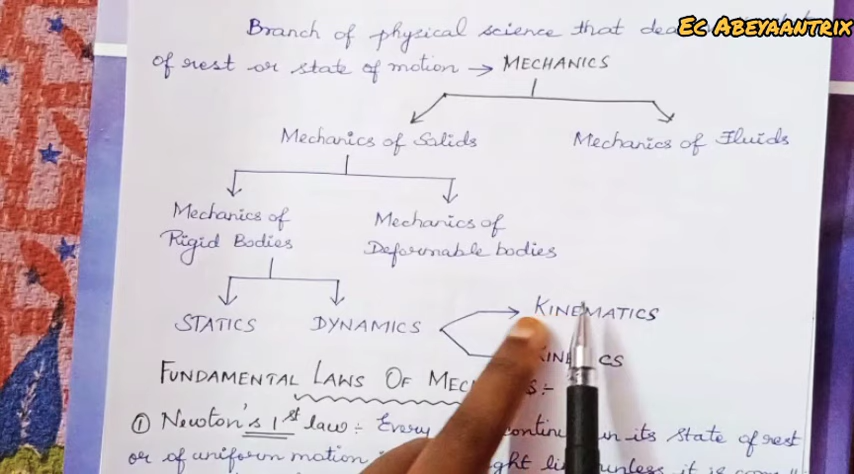 Ec Abeyaantrix
Branch of physical science that
of rest or state of motion → MECHANICS
Mechanics of Solids Mechanics of Fluids
Mechanics of Rigid Bodies
Mechanics of Deformable bodies
STATICS DYNAMICS
KINEMATICS
FUNDAMENTAL LAWS OF
① Newton's 1st law :- Every its state of rest
or of uniform motion unless it is